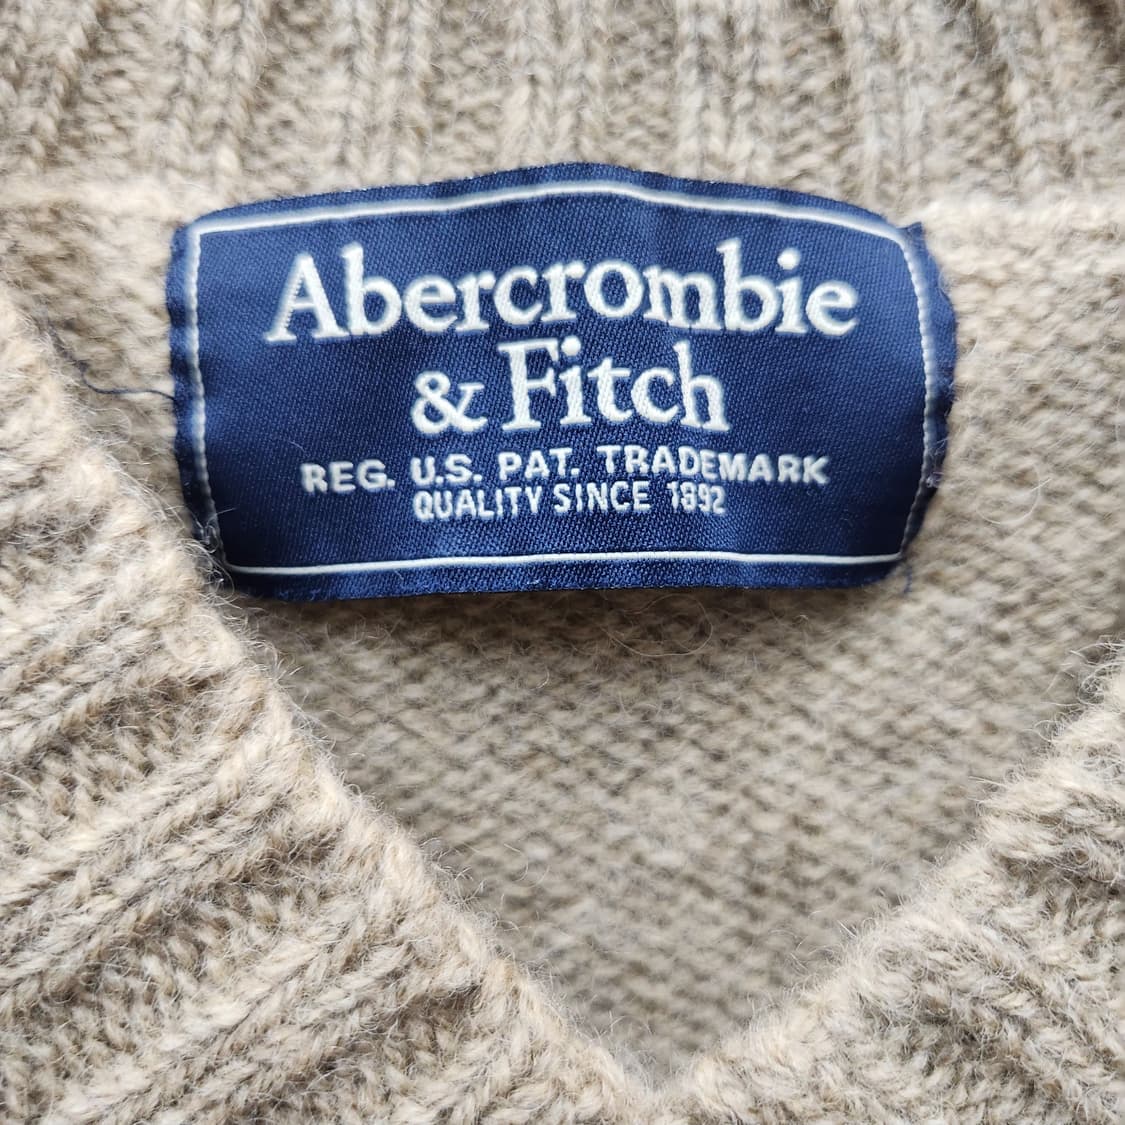 Abercrombie
& Fitch
REG. U.S. PAT. TRADEMARK
QUALITY SINCE 1892